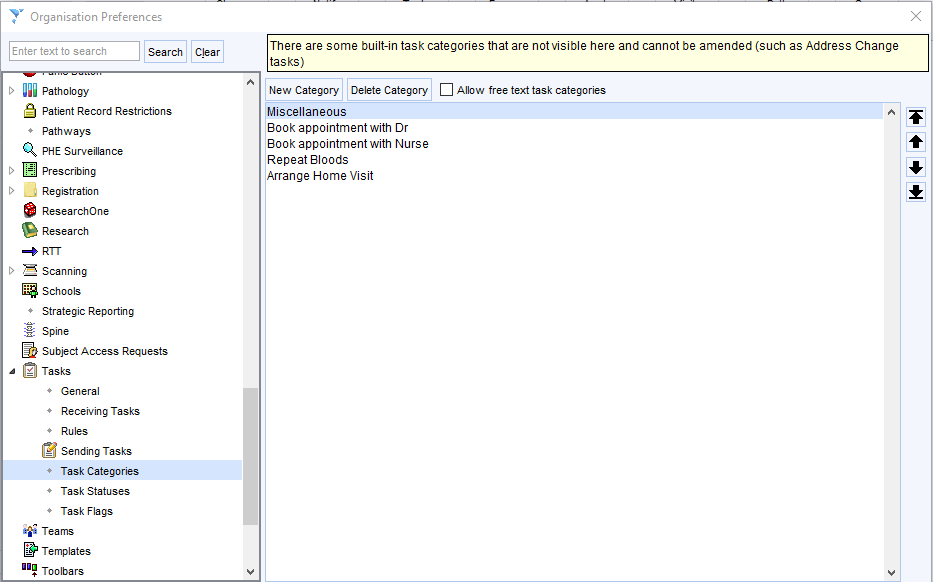 Organisation Preferences
Enter text to search
Search
Clear
There are some built-in task categories that are not visible here and cannot be amended (such as Address Change
tasks)
New Category
Delete Category
Allow free text task categories
Panic Button
Pathology
Patient Record Restrictions
Pathways
PHE Surveillance
Prescribing
Registration
ResearchOne
Research
RTT
Scanning
Schools
Strategic Reporting
Spine
Subject Access Requests
Tasks
General
Receiving Tasks
Rules
Sending Tasks
Task Categories
Task Statuses
Task Flags
Teams
Templates
Toolbars
Miscellaneous
Book appointment with Dr
Book appointment with Nurse
Repeat Bloods
Arrange Home Visit